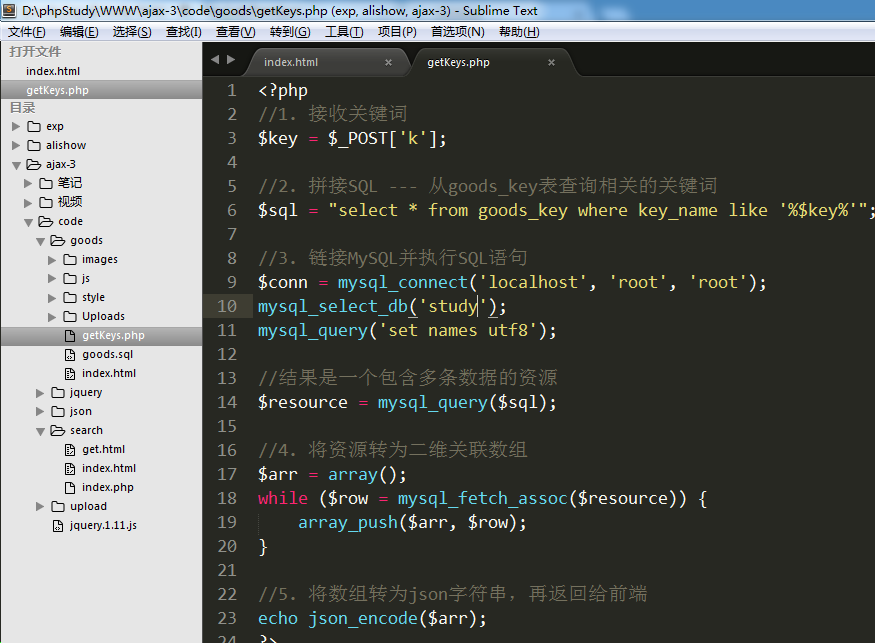 D:\phpStudy\WWW\ajax-3\code\goods\getKeys.php (exp, alishow, ajax-3) - Sublime Text
文件(F) 编辑(E) 选择(S) 查找(I) 查看(V) 转到(G) 工具(T) 项目(P) 首选项(N) 帮助(H)
打开文件
index.html
getKeys.php
目录
exp
alishow
ajax-3
笔记
视频
code
goods
images
js
style
Uploads
getKeys.php
goods.sql
index.html
jquery
json
search
get.html
index.html
index.php
upload
jquery.1.11.js
index.html × getKeys.php ×
1 <?php
2 //1. 接收关键词
3 $key = $_POST['k'];
4
5 //2. 拼接SQL --- 从goods_key表查询相关的关键词
6 $sql = "select * from goods_key where key_name like '%$key%'";
7
8 //3. 链接MySQL并执行SQL语句
9 $conn = mysql_connect('localhost', 'root', 'root');
10 mysql_select_db('study');
11 mysql_query('set names utf8');
12
13 //结果是一个包含多条数据的资源
14 $resource = mysql_query($sql);
15
16 //4. 将资源转为二维关联数组
17 $arr = array();
18 while ($row = mysql_fetch_assoc($resource)) {
19     array_push($arr, $row);
20 }
21
22 //5. 将数组转为json字符串，再返回给前端
23 echo json_encode($arr);
24 ?>